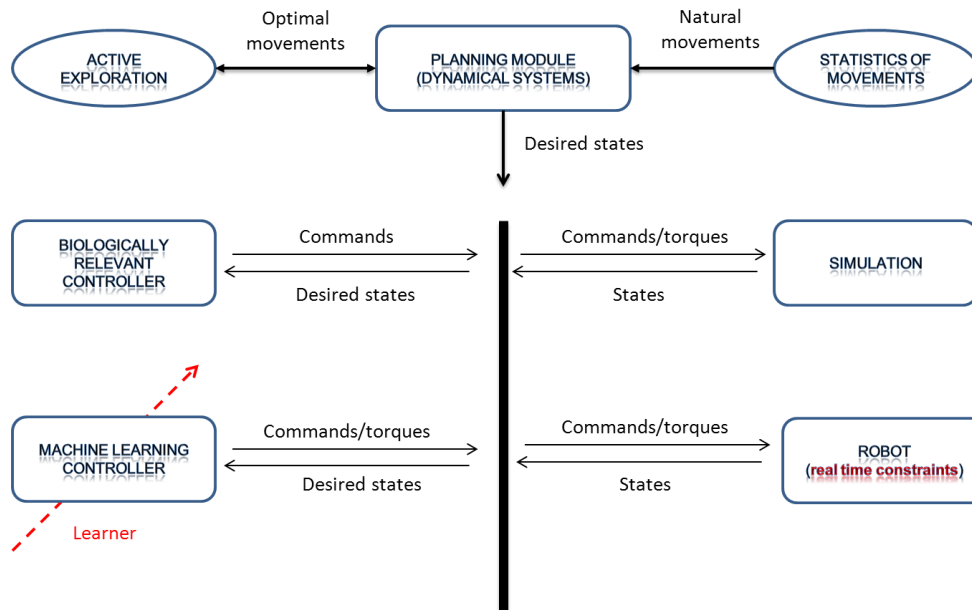 Optimal
movements
Natural
movements
ACTIVE
EXPLORATION
PLANNING MODULE
(DYNAMICAL SYSTEMS)
STATISTICS OF
MOVEMENTS
Desired states
BIOLOGICALLY
RELEVANT
CONTROLLER
Commands
Desired states
Commands/torques
States
SIMULATION
MACHINE LEARNING
CONTROLLER
Commands/torques
Desired states
Commands/torques
States
ROBOT
(real time constraints)
Learner